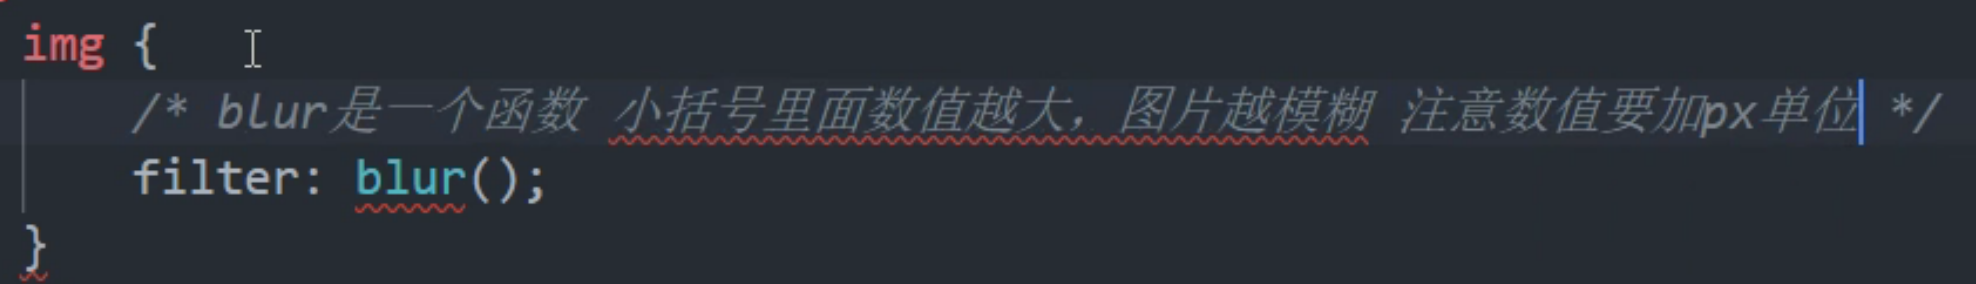 img {
/* blur是一个函数 小括号里面数值越大，图片越模糊 注意数值要加px单位 */
filter: blur();
}